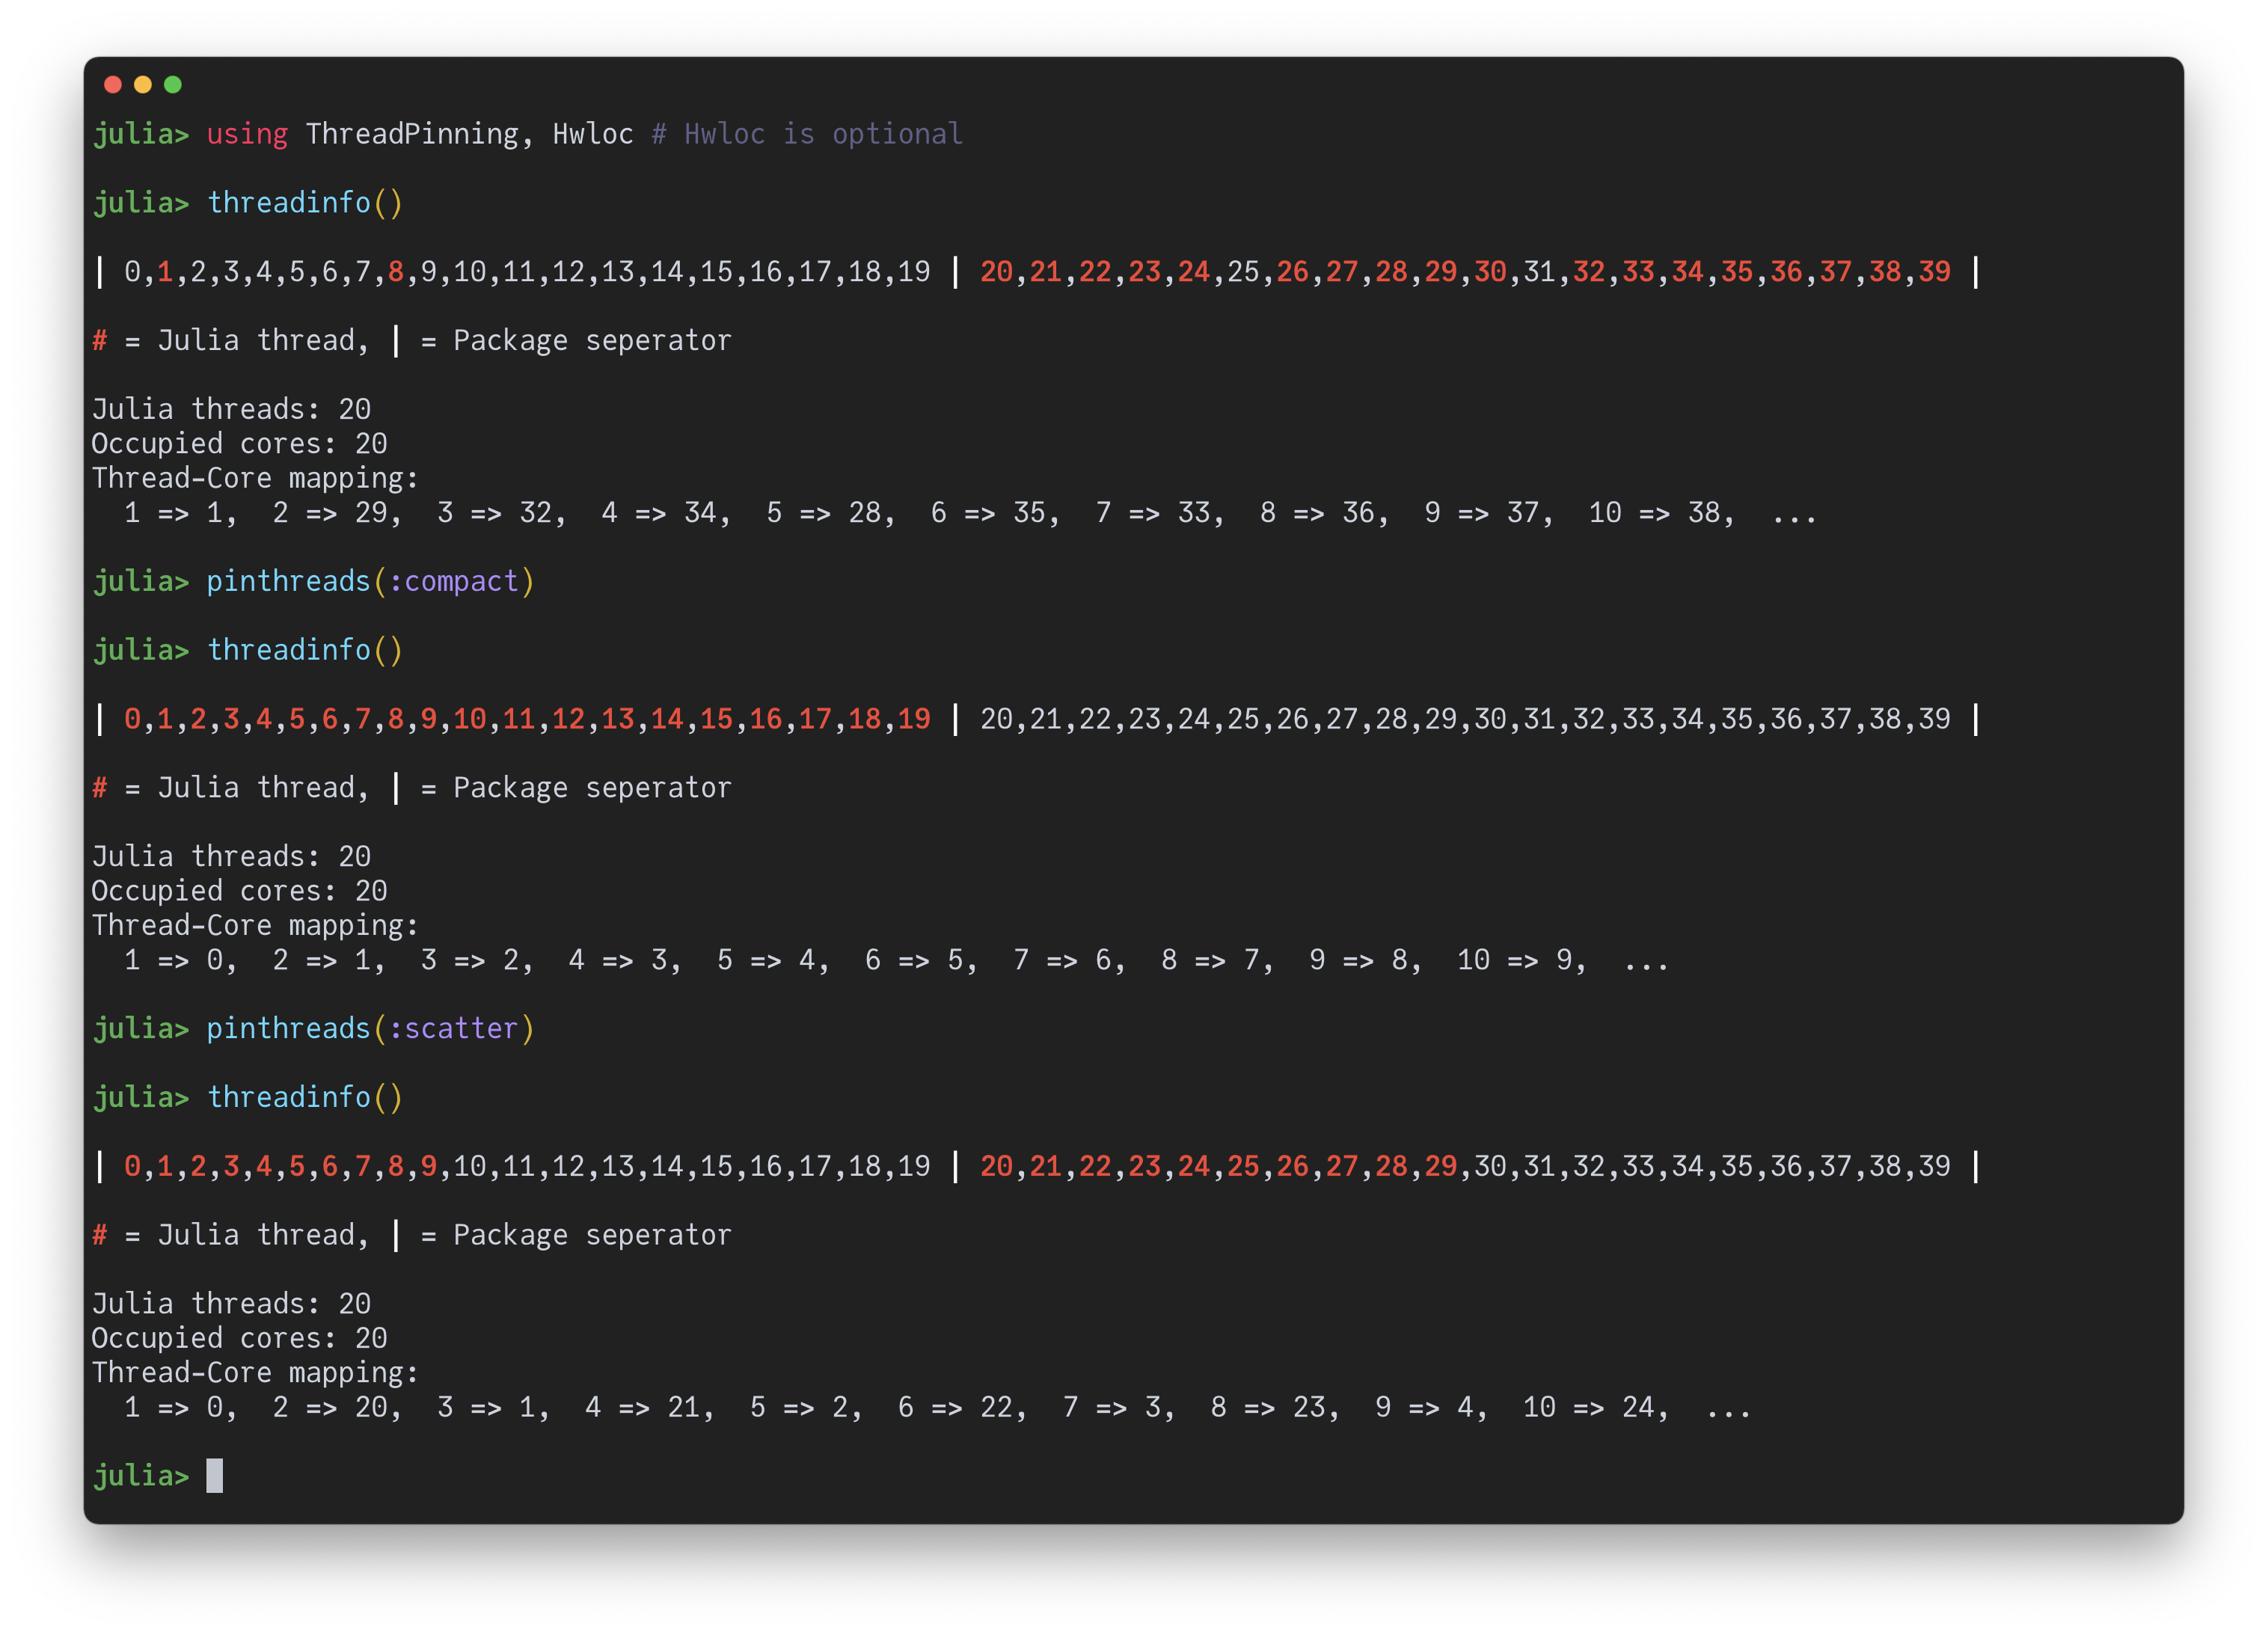 julia> using ThreadPinning, Hwloc # Hwloc is optional
julia> threadinfo()
| 0,1,2,3,4,5,6,7,8,9,10,11,12,13,14,15,16,17,18,19 | 20,21,22,23,24,25,26,27,28,29,30,31,32,33,34,35,36,37,38,39 |
# = Julia thread, | = Package seperator
Julia threads: 20
Occupied cores: 20
Thread-Core mapping:
1 => 1, 2 => 29, 3 => 32, 4 => 34, 5 => 28, 6 => 35, 7 => 33, 8 => 36, 9 => 37, 10 => 38, ...
julia> pinthreads(:compact)
julia> threadinfo()
| 0,1,2,3,4,5,6,7,8,9,10,11,12,13,14,15,16,17,18,19 | 20,21,22,23,24,25,26,27,28,29,30,31,32,33,34,35,36,37,38,39 |
# = Julia thread, | = Package seperator
Julia threads: 20
Occupied cores: 20
Thread-Core mapping:
1 => 0, 2 => 1, 3 => 2, 4 => 3, 5 => 4, 6 => 5, 7 => 6, 8 => 7, 9 => 8, 10 => 9, ...
julia> pinthreads(:scatter)
julia> threadinfo()
| 0,1,2,3,4,5,6,7,8,9,10,11,12,13,14,15,16,17,18,19 | 20,21,22,23,24,25,26,27,28,29,30,31,32,33,34,35,36,37,38,39 |
# = Julia thread, | = Package seperator
Julia threads: 20
Occupied cores: 20
Thread-Core mapping:
1 => 0, 2 => 20, 3 => 1, 4 => 21, 5 => 2, 6 => 22, 7 => 3, 8 => 23, 9 => 4, 10 => 24, ...
julia>